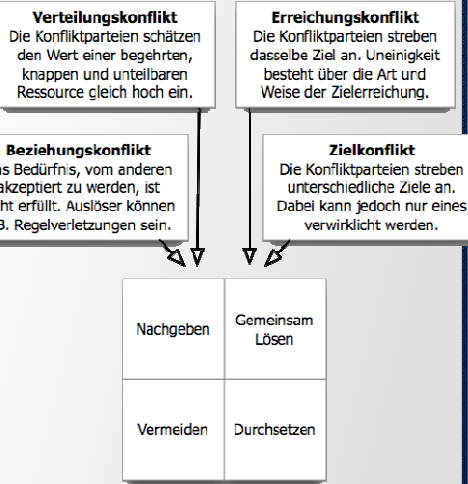 Verteilungskonflikt
Die Konfliktparteien schätzen
den Wert einer begehrten,
knappen und unteilbaren
Ressource gleich hoch ein.
Erreichungskonflikt
Die Konfliktparteien streben
dasselbe Ziel an. Uneinigkeit
besteht über die Art und
Weise der Zielerreichung.
Beziehungskonflikt
Bedürfnis, vom anderen
akzeptiert zu werden, ist
erfüllt. Auslöser können
B. Regelverletzungen sein.
Zielkonflikt
Die Konfliktparteien streben
unterschiedliche Ziele an.
Dabei kann jedoch nur eines
verwirklicht werden.
Nachgeben
Gemeinsam
Lösen
Vermeiden
Durchsetzen